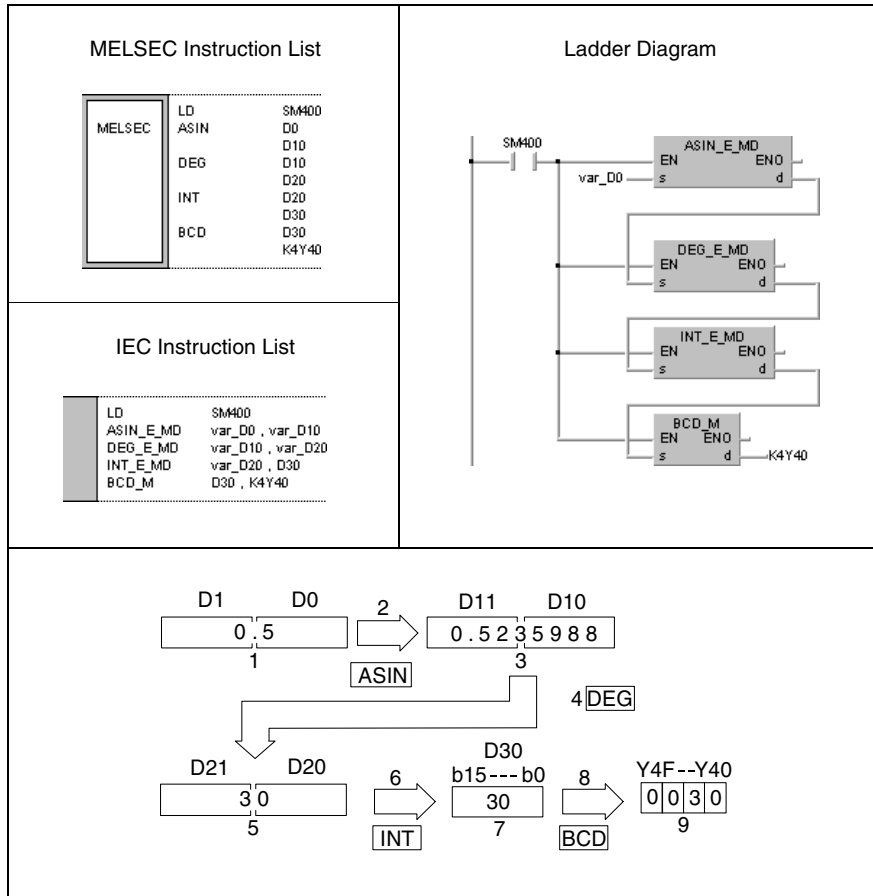 MELSEC Instruction List
MELSEC
LD SM400
ASIN D0
D10
DEG D10
D20
INT D20
D30
BCD D30
K4Y40
IEC Instruction List
LD SM400
ASIN_E_MD var_D0 , var_D10
DEG_E_MD var_D10 , var_D20
INT_E_MD var_D20 , D30
BCD_M D30 , K4Y40
Ladder Diagram
SM400
ASIN_E_MD
EN ENO
var_D0 s d
DEG_E_MD
EN ENO
s d
INT_E_MD
EN ENO
s d
BCD_M
EN ENO
s d K4Y40
D1 D0 2 D11 D10
0.5 0.5235988
1 ASIN 3
4 DEG
D21 D20 6 D30 8 Y4F--Y40
b15---b0
30 30 0 0 3 0
5 INT 7 BCD 9